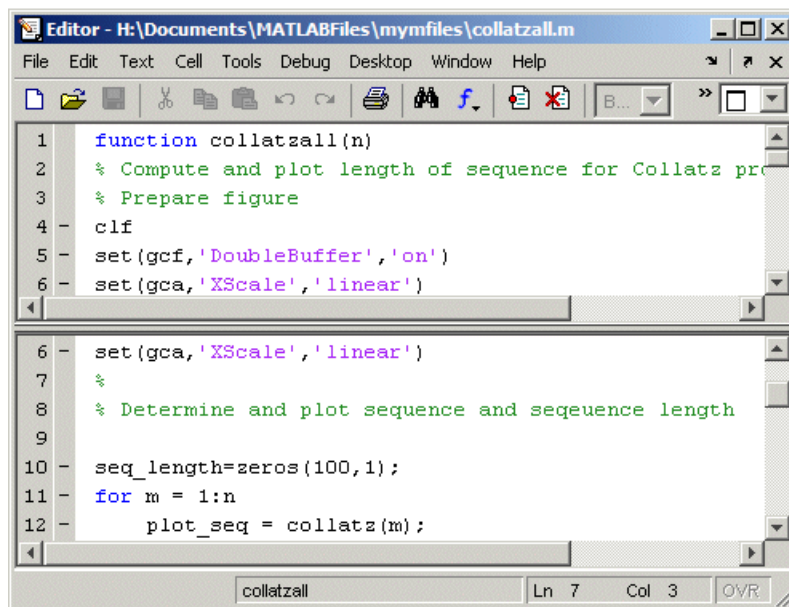 Editor - H:\Documents\MATLABFiles\mymfiles\collatzall.m
File Edit Text Cell Tools Debug Desktop Window Help
B... »
1 function collatzall(n)
2 % Compute and plot length of sequence for Collatz pro
3 % Prepare figure
4 - clf
5 - set(gcf,'DoubleBuffer','on')
6 - set(gca,'XScale','linear')
6 - set(gca,'XScale','linear')
7 %
8 % Determine and plot sequence and seqeuence length
9
10 - seq_length=zeros(100,1);
11 - for m = 1:n
12 - plot_seq = collatz(m);
collatzall Ln 7 Col 3 OVR